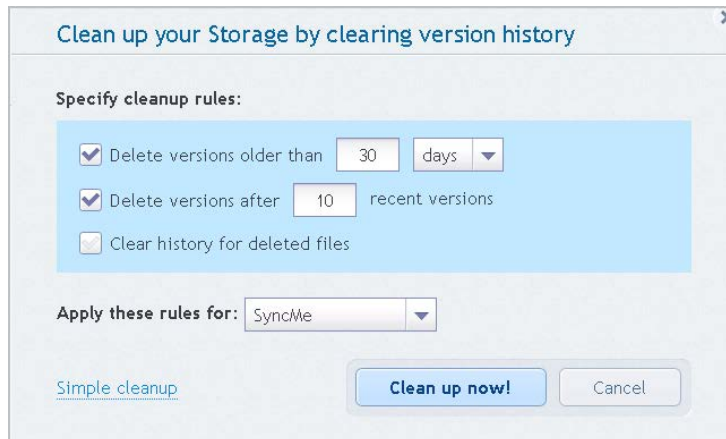 Clean up your Storage by clearing version history
Specify cleanup rules:
Delete versions older than 30 days
Delete versions after 10 recent versions
Clear history for deleted files
Apply these rules for: SyncMe
Simple cleanup Clean up now! Cancel